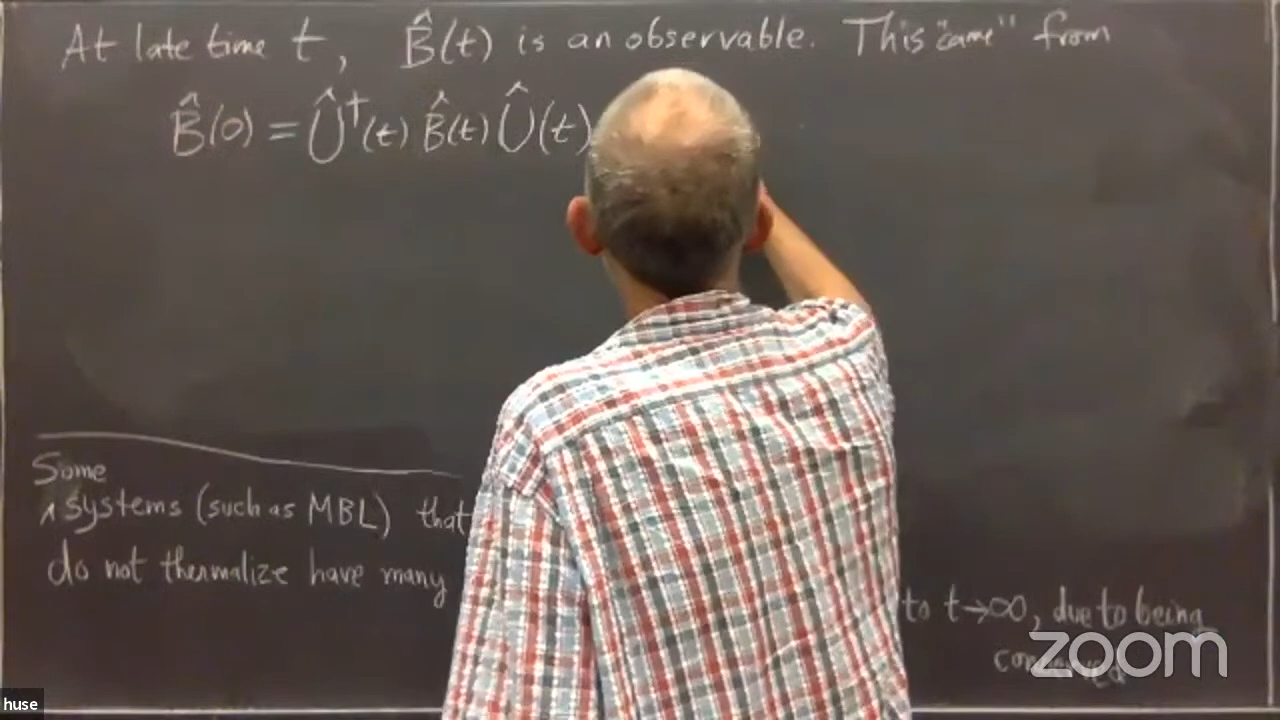 At late time t, B̂(t) is an observable. This "came" from
B̂(0) = Û†(t) B̂(t) Û(t)
Some
∧ systems (such as MBL) that
do not thermalize have many
to t→∞, due to being
conserved
zoom
huse